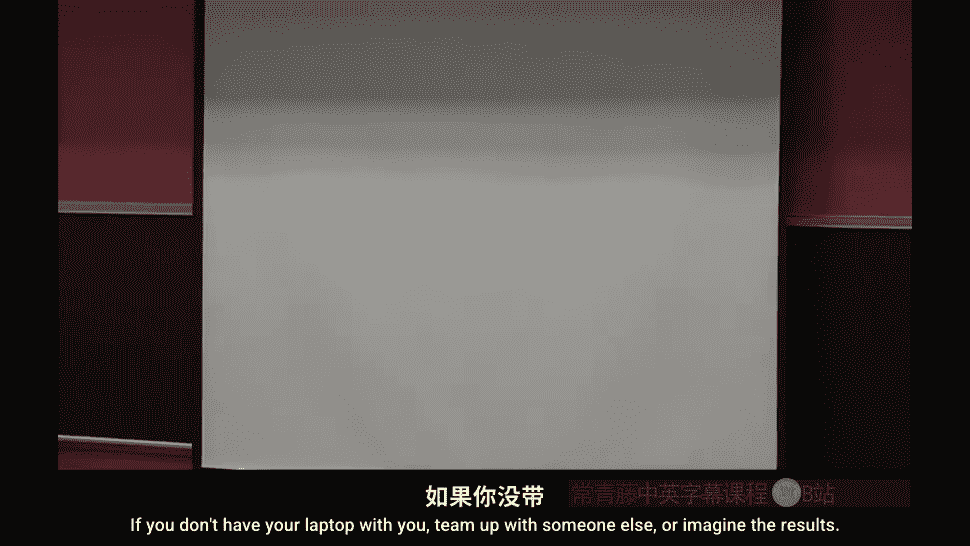 如果你没带 常青藤中英字幕课程 B站
If you don't have your laptop with you, team up with someone else, or imagine the results.